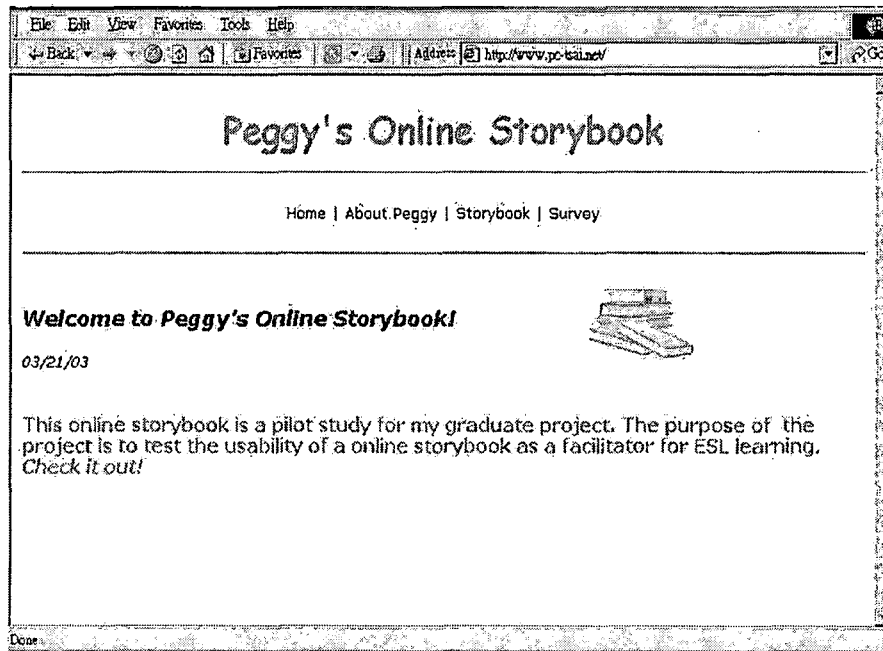 File Edit View Favorites Tools Help
Back Favorites Address http://www.pc-tsai.net/ Go
Peggy's Online Storybook
Home | About Peggy | Storybook | Survey
Welcome to Peggy's Online Storybook!
03/21/03
This online storybook is a pilot study for my graduate project. The purpose of the
project is to test the usability of a online storybook as a facilitator for ESL learning.
Check it out!
Done